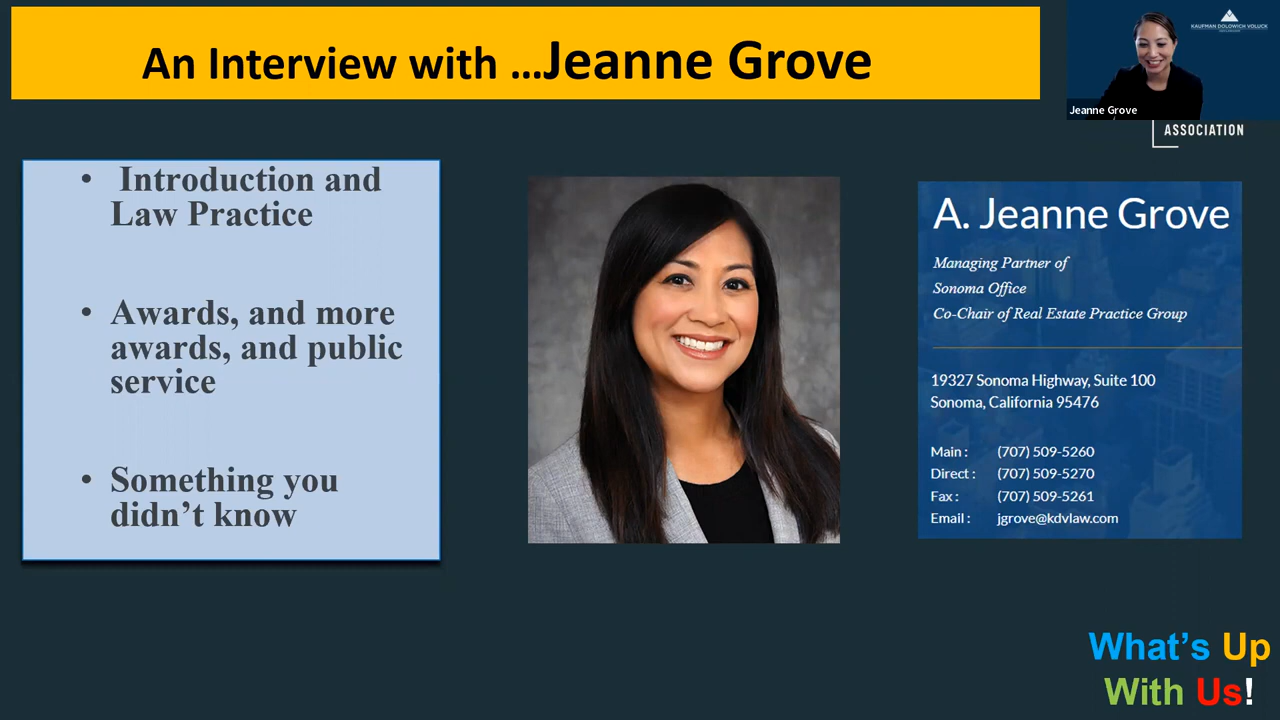 An Interview with ...Jeanne Grove
KAUFMAN DOLOWICH VOLUCK
Jeanne Grove
ASSOCIATION
• Introduction and
Law Practice
• Awards, and more
awards, and public
service
• Something you
didn’t know
A. Jeanne Grove
Managing Partner of
Sonoma Office
Co-Chair of Real Estate Practice Group
19327 Sonoma Highway, Suite 100
Sonoma, California 95476
Main : (707) 509-5260
Direct : (707) 509-5270
Fax : (707) 509-5261
Email : jgrove@kdvlaw.com
What’s Up
With Us!